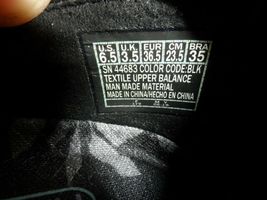 U.S. U.K. EUR CM BRA
6.5 3.5 36.5 23.5 35
SN 44683 COLOR CODE:BLK
TEXTILE UPPER BALANCE
MAN MADE MATERIAL
MADE IN CHINA/HECHO EN CHINA